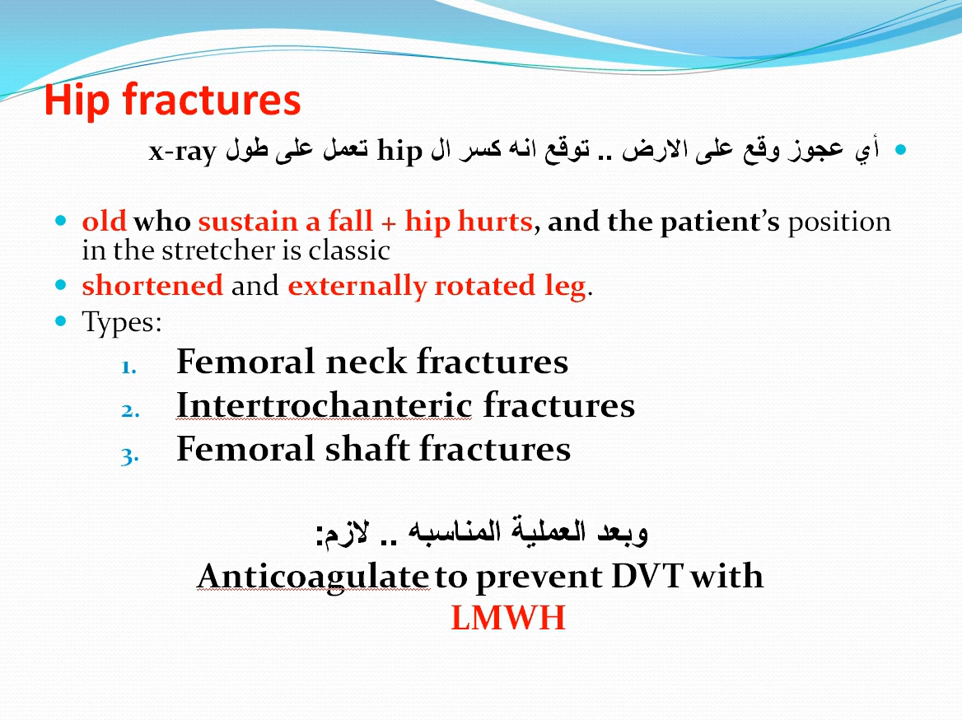 Hip fractures
أي عجوز وقع على الارض .. توقع انه كسر ال hip تعمل على طول x-ray
old who sustain a fall + hip hurts, and the patient’s position
in the stretcher is classic
shortened and externally rotated leg.
Types:
1. Femoral neck fractures
2. Intertrochanteric fractures
3. Femoral shaft fractures
وبعد العملية المناسبه .. لازم:
Anticoagulate to prevent DVT with
LMWH